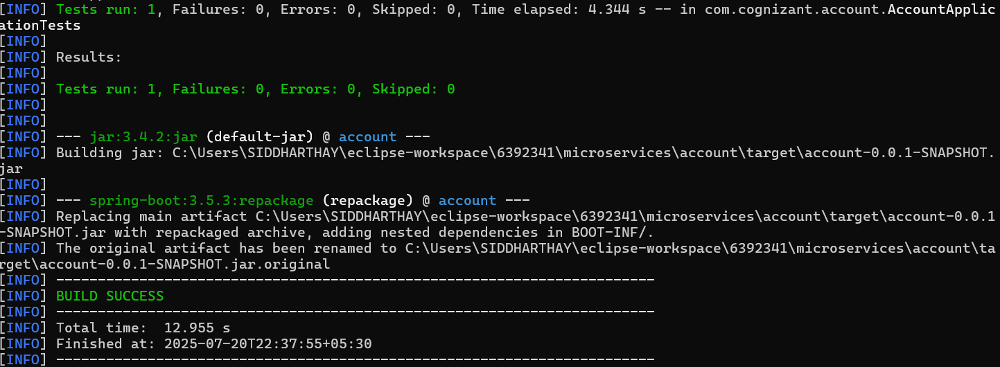 [INFO] Tests run: 1, Failures: 0, Errors: 0, Skipped: 0, Time elapsed: 4.344 s -- in com.cognizant.account.AccountApplic
ationTests
[INFO]
[INFO] Results:
[INFO]
[INFO] Tests run: 1, Failures: 0, Errors: 0, Skipped: 0
[INFO]
[INFO]
[INFO] --- jar:3.4.2:jar (default-jar) @ account ---
[INFO] Building jar: C:\Users\SIDDHARTHAY\eclipse-workspace\6392341\microservices\account\target\account-0.0.1-SNAPSHOT.
jar
[INFO]
[INFO] --- spring-boot:3.5.3:repackage (repackage) @ account ---
[INFO] Replacing main artifact C:\Users\SIDDHARTHAY\eclipse-workspace\6392341\microservices\account\target\account-0.0.1
-SNAPSHOT.jar with repackaged archive, adding nested dependencies in BOOT-INF/.
[INFO] The original artifact has been renamed to C:\Users\SIDDHARTHAY\eclipse-workspace\6392341\microservices\account\ta
rget\account-0.0.1-SNAPSHOT.jar.original
[INFO] ------------------------------------------------------------------------
[INFO] BUILD SUCCESS
[INFO] ------------------------------------------------------------------------
[INFO] Total time:  12.955 s
[INFO] Finished at: 2025-07-20T22:37:55+05:30
[INFO] ------------------------------------------------------------------------